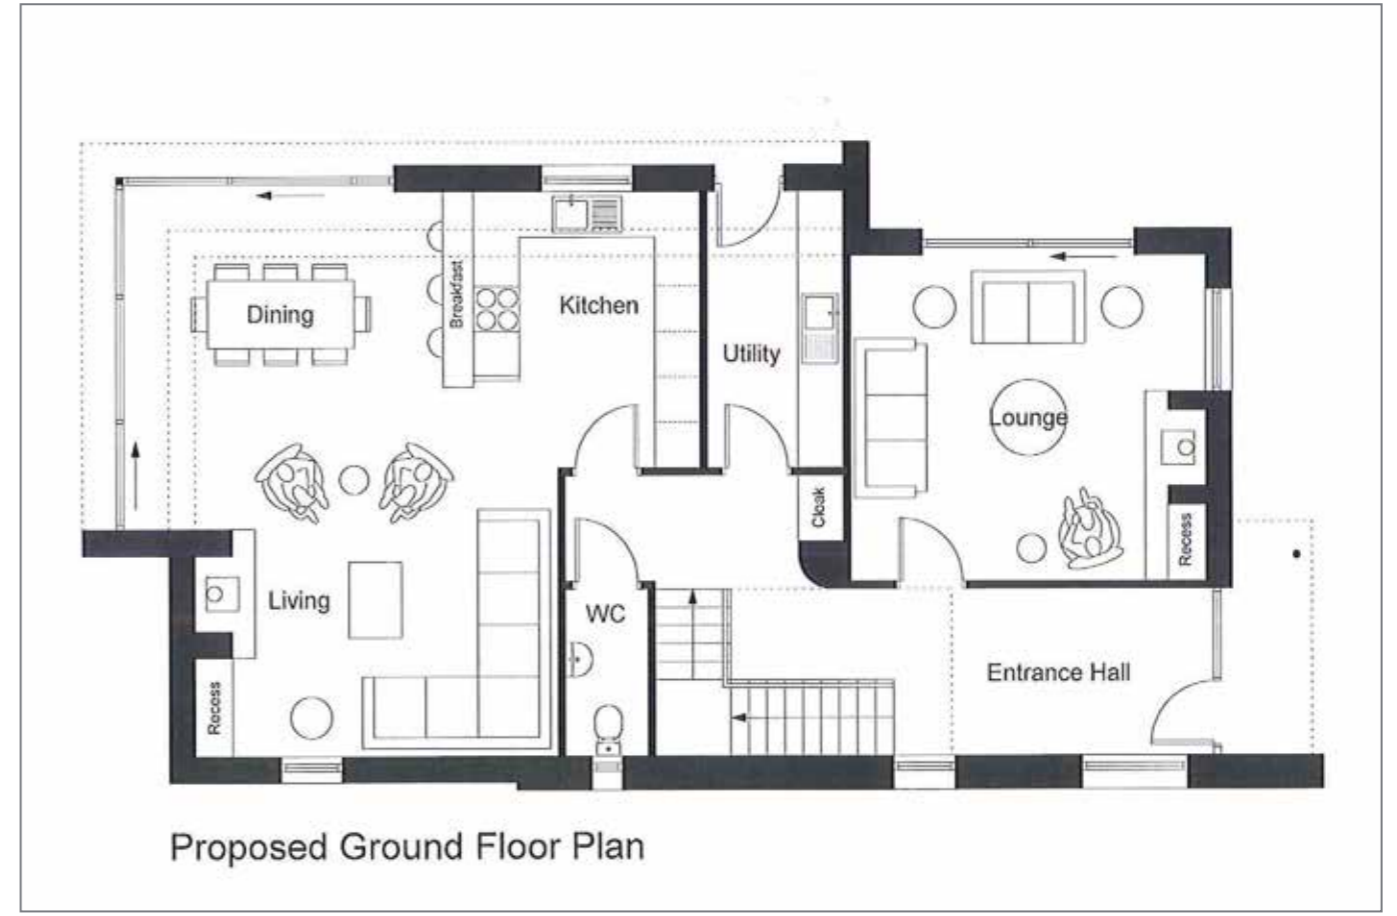 Dining
Breakfast
Kitchen
Utility
Lounge
Cloak
Recess
Living
WC
Entrance Hall
Recess
Proposed Ground Floor Plan